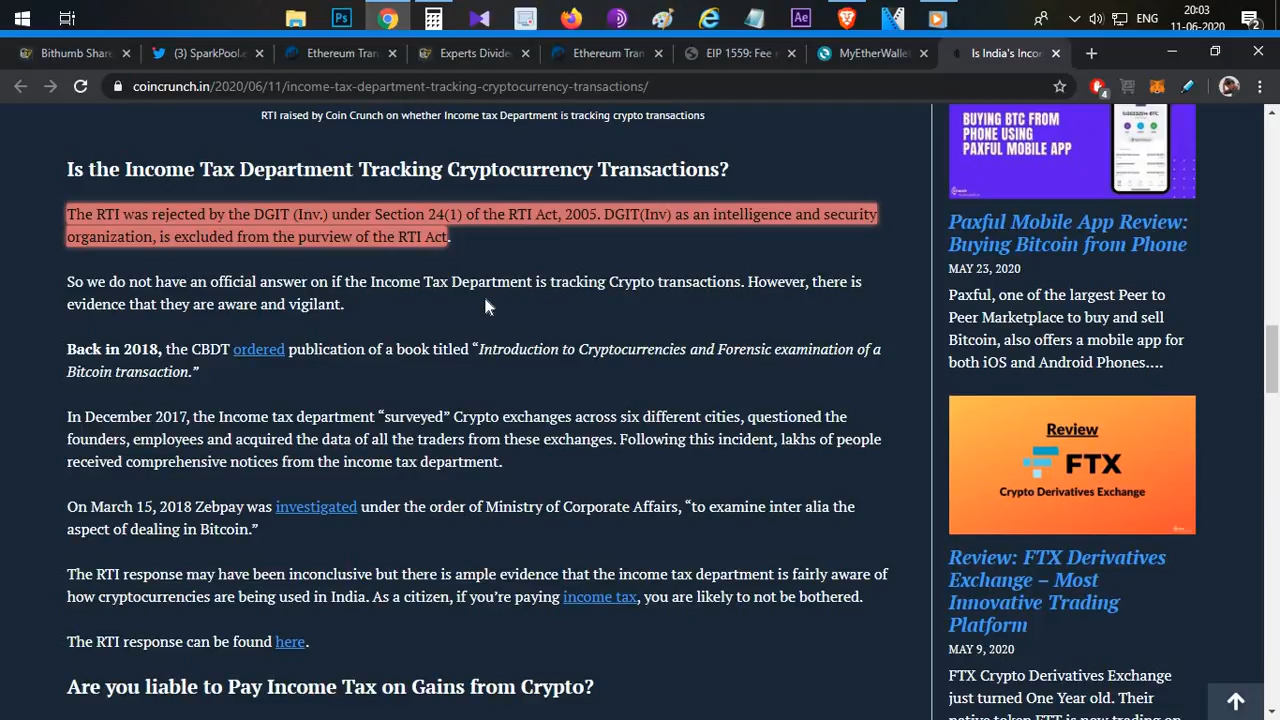 20:03
ENG
11-06-2020
Bithumb Shar
(3) SparkPool
Ethereum Tran
Experts Divide
Ethereum Tran
EIP 1559: Fee m
MyEtherWalle
Is India's Incom
coincrunch.in/2020/06/11/income-tax-department-tracking-cryptocurrency-transactions/
4
RTI raised by Coin Crunch on whether Income tax Department is tracking crypto transactions
Is the Income Tax Department Tracking Cryptocurrency Transactions?
The RTI was rejected by the DGIT (Inv.) under Section 24(1) of the RTI Act, 2005. DGIT(Inv) as an intelligence and security
organization, is excluded from the purview of the RTI Act.
So we do not have an official answer on if the Income Tax Department is tracking Crypto transactions. However, there is
evidence that they are aware and vigilant.
Back in 2018, the CBDT ordered publication of a book titled “Introduction to Cryptocurrencies and Forensic examination of a
Bitcoin transaction.”
In December 2017, the Income tax department “surveyed” Crypto exchanges across six different cities, questioned the
founders, employees and acquired the data of all the traders from these exchanges. Following this incident, lakhs of people
received comprehensive notices from the income tax department.
On March 15, 2018 Zebpay was investigated under the order of Ministry of Corporate Affairs, “to examine inter alia the
aspect of dealing in Bitcoin.”
The RTI response may have been inconclusive but there is ample evidence that the income tax department is fairly aware of
how cryptocurrencies are being used in India. As a citizen, if you’re paying income tax, you are likely to not be bothered.
The RTI response can be found here.
Are you liable to Pay Income Tax on Gains from Crypto?
BUYING BTC FROM
PHONE USING
PAXFUL MOBILE APP
Paxful Mobile App Review:
Buying Bitcoin from Phone
MAY 23, 2020
Paxful, one of the largest Peer to
Peer Marketplace to buy and sell
Bitcoin, also offers a mobile app for
both iOS and Android Phones….
Review
FTX
Crypto Derivatives Exchange
Review: FTX Derivatives
Exchange – Most
Innovative Trading
Platform
MAY 9, 2020
FTX Crypto Derivatives Exchange
just turned One Year old. Their
native token FTT is now trading on